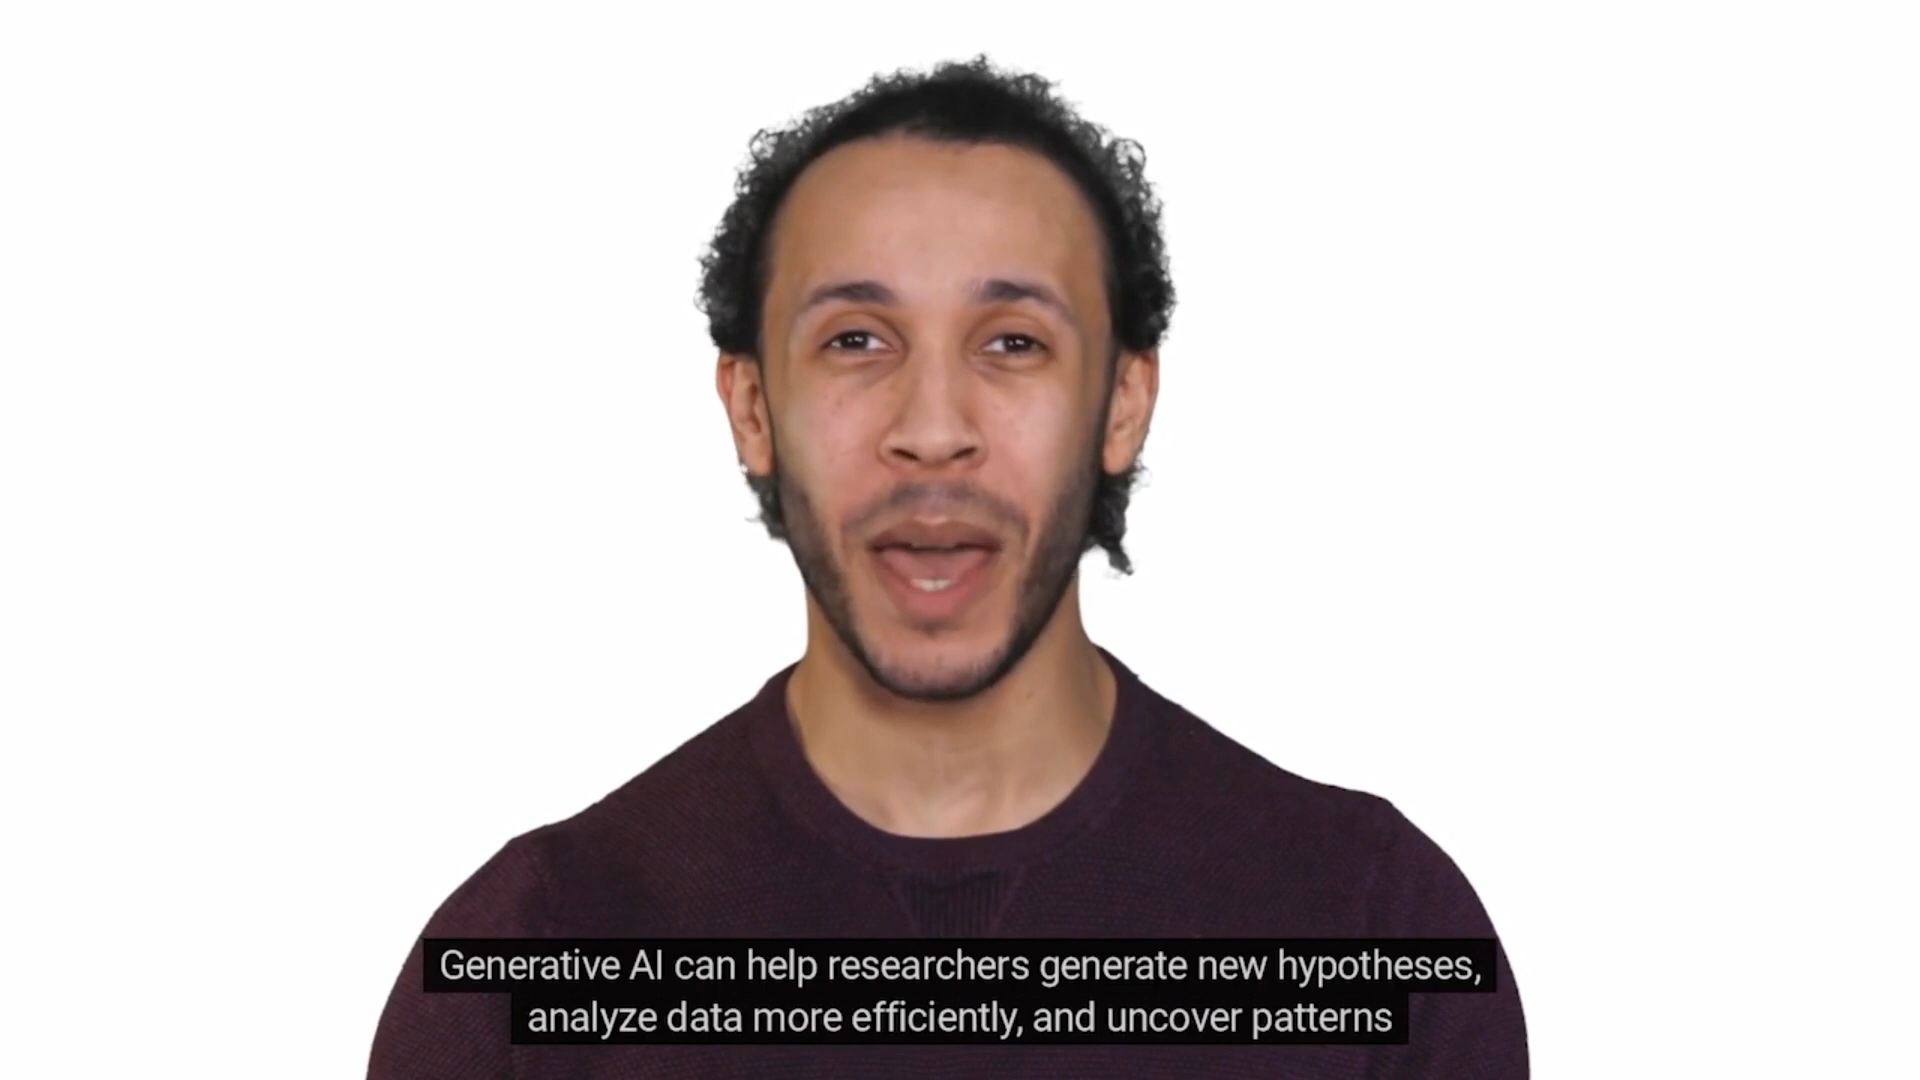 Generative AI can help researchers generate new hypotheses,
analyze data more efficiently, and uncover patterns